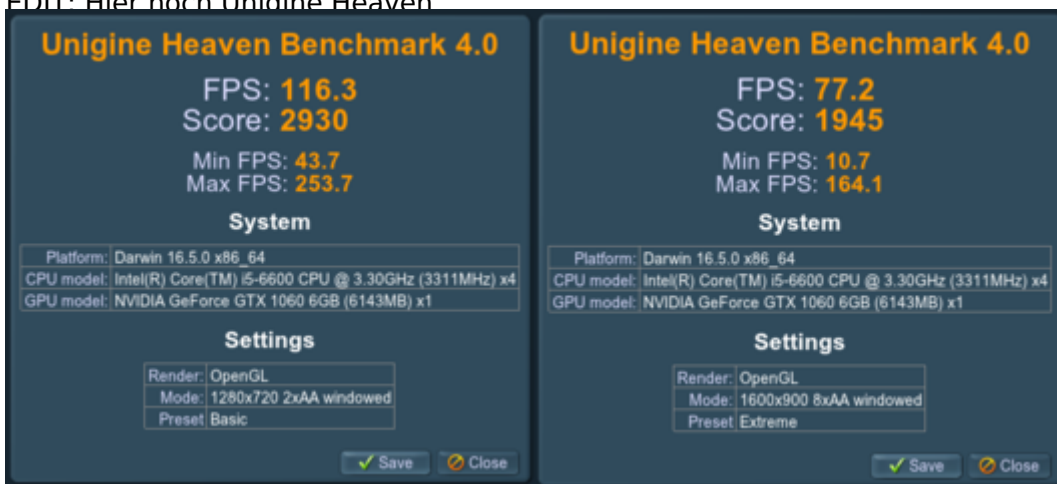 EDIT: Hier noch Unigine Heaven
Unigine Heaven Benchmark 4.0
FPS: 116.3
Score: 2930
Min FPS: 43.7
Max FPS: 253.7
System
Platform: Darwin 16.5.0 x86_64
CPU model: Intel(R) Core(TM) i5-6600 CPU @ 3.30GHz (3311MHz) x4
GPU model: NVIDIA GeForce GTX 1060 6GB (6143MB) x1
Settings
Render: OpenGL
Mode: 1280x720 2xAA windowed
Preset Basic
Save Close
Unigine Heaven Benchmark 4.0
FPS: 77.2
Score: 1945
Min FPS: 10.7
Max FPS: 164.1
System
Platform: Darwin 16.5.0 x86_64
CPU model: Intel(R) Core(TM) i5-6600 CPU @ 3.30GHz (3311MHz) x4
GPU model: NVIDIA GeForce GTX 1060 6GB (6143MB) x1
Settings
Render: OpenGL
Mode: 1600x900 8xAA windowed
Preset Extreme
Save Close